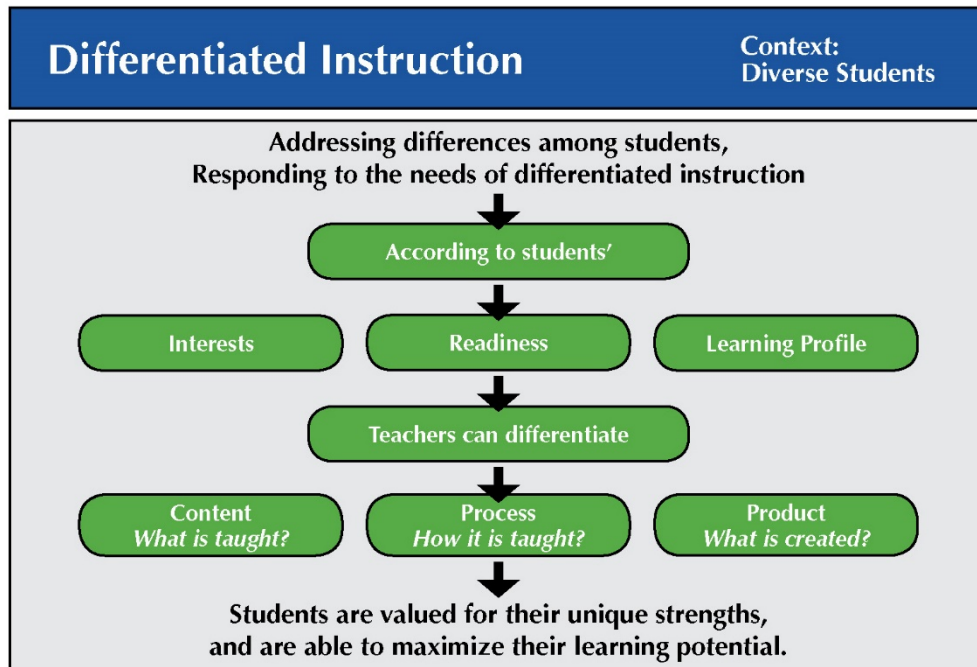 Differentiated Instruction
Context:
Diverse Students
Addressing differences among students,
Responding to the needs of differentiated instruction
According to students’
Interests
Readiness
Learning Profile
Teachers can differentiate
Content
What is taught?
Process
How it is taught?
Product
What is created?
Students are valued for their unique strengths,
and are able to maximize their learning potential.